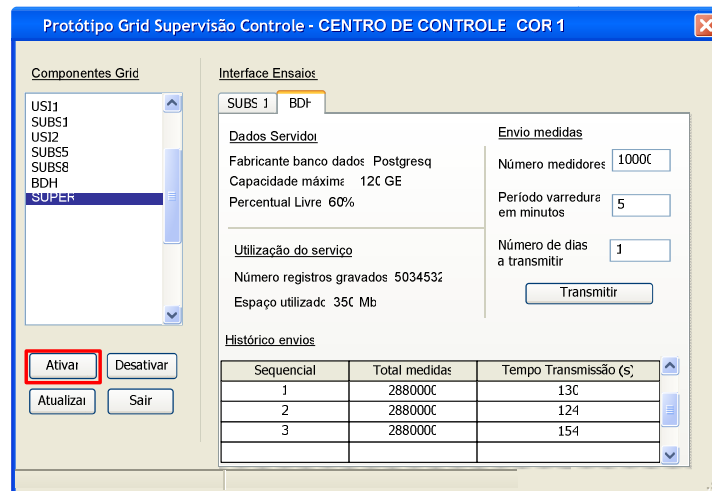 Protótipo Grid Supervisão Controle - CENTRO DE CONTROLE COR 1
Componentes Grid
USI1
SUBS1
USI2
SUBS5
SUBS8
BDH
SUPER
Ativar
Desativar
Atualizar
Sair
Interface Ensaios
SUBS 1
BDH
Dados Servidor
Fabricante banco dados Postgresq
Capacidade máxima 120 GB
Percentual Livre 60%
Utilização do serviço
Número registros gravados 5034532
Espaço utilizado 350 Mb
Envio medidas
Número medidores 10000
Período varredura 5
em minutos
Número de dias 1
a transmitir
Transmitir
Histórico envios
Sequencial Total medidas Tempo Transmissão (S)
1 2880000 130
2 2880000 124
3 2880000 154